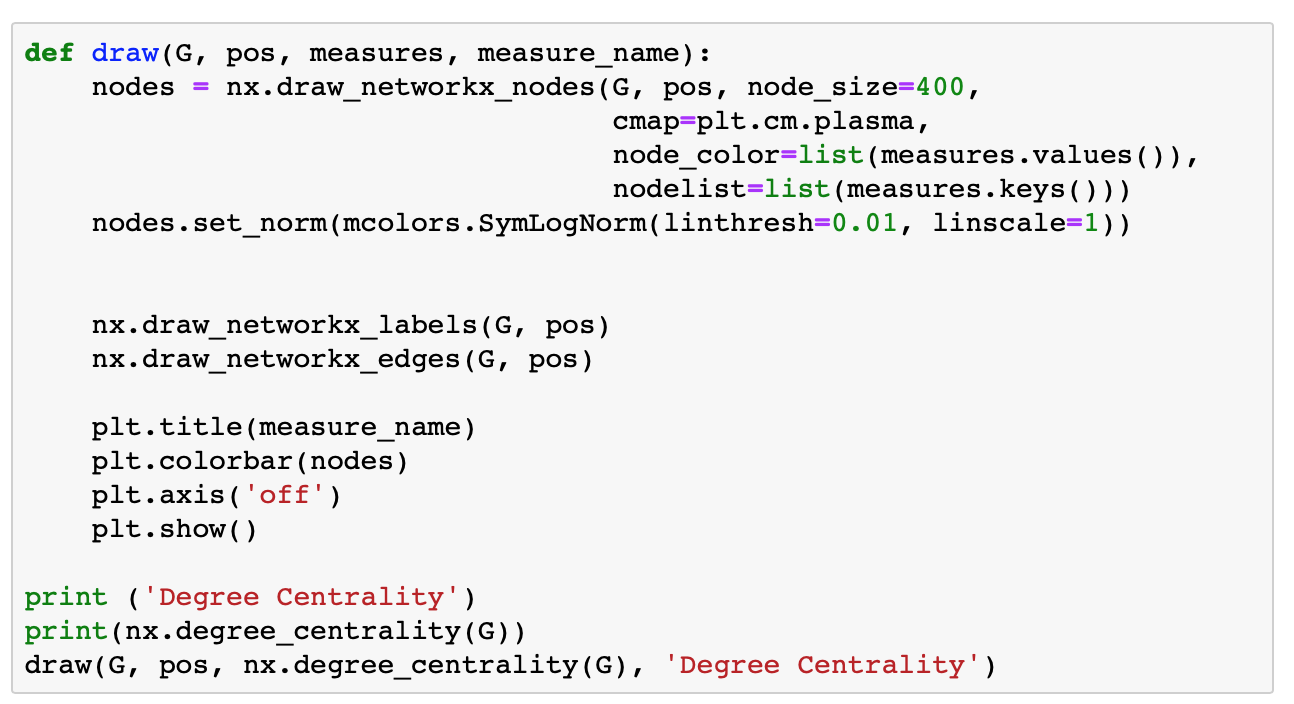 def draw(G, pos, measures, measure_name):
    nodes = nx.draw_networkx_nodes(G, pos, node_size=400,
                                   cmap=plt.cm.plasma,
                                   node_color=list(measures.values()),
                                   nodelist=list(measures.keys()))
    nodes.set_norm(mcolors.SymLogNorm(linthresh=0.01, linscale=1))


    nx.draw_networkx_labels(G, pos)
    nx.draw_networkx_edges(G, pos)

    plt.title(measure_name)
    plt.colorbar(nodes)
    plt.axis('off')
    plt.show()

print ('Degree Centrality')
print(nx.degree_centrality(G))
draw(G, pos, nx.degree_centrality(G), 'Degree Centrality')